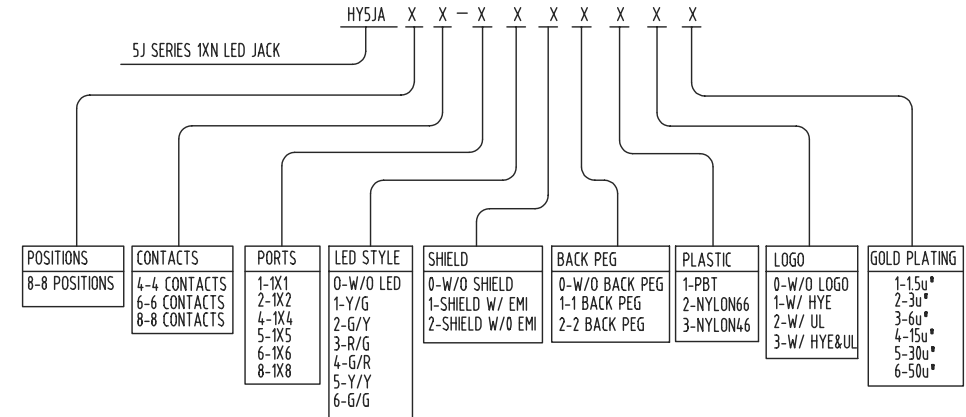 HY5JA X X - X X X X X X X
5J SERIES 1XN LED JACK
POSITIONS
8-8 POSITIONS
CONTACTS
4-4 CONTACTS
6-6 CONTACTS
8-8 CONTACTS
PORTS
1-1X1
2-1X2
4-1X4
5-1X5
6-1X6
8-1X8
LED STYLE
0-W/O LED
1-Y/G
2-G/Y
3-R/G
4-G/R
5-Y/Y
6-G/G
SHIELD
0-W/O SHIELD
1-SHIELD W/ EMI
2-SHIELD W/O EMI
BACK PEG
0-W/O BACK PEG
1-1 BACK PEG
2-2 BACK PEG
PLASTIC
1-PBT
2-NYLON66
3-NYLON46
LOGO
0-W/O LOGO
1-W/ HYE
2-W/ UL
3-W/ HYE&UL
GOLD PLATING
1-1.5u"
2-3u"
3-6u"
4-15u"
5-30u"
6-50u"